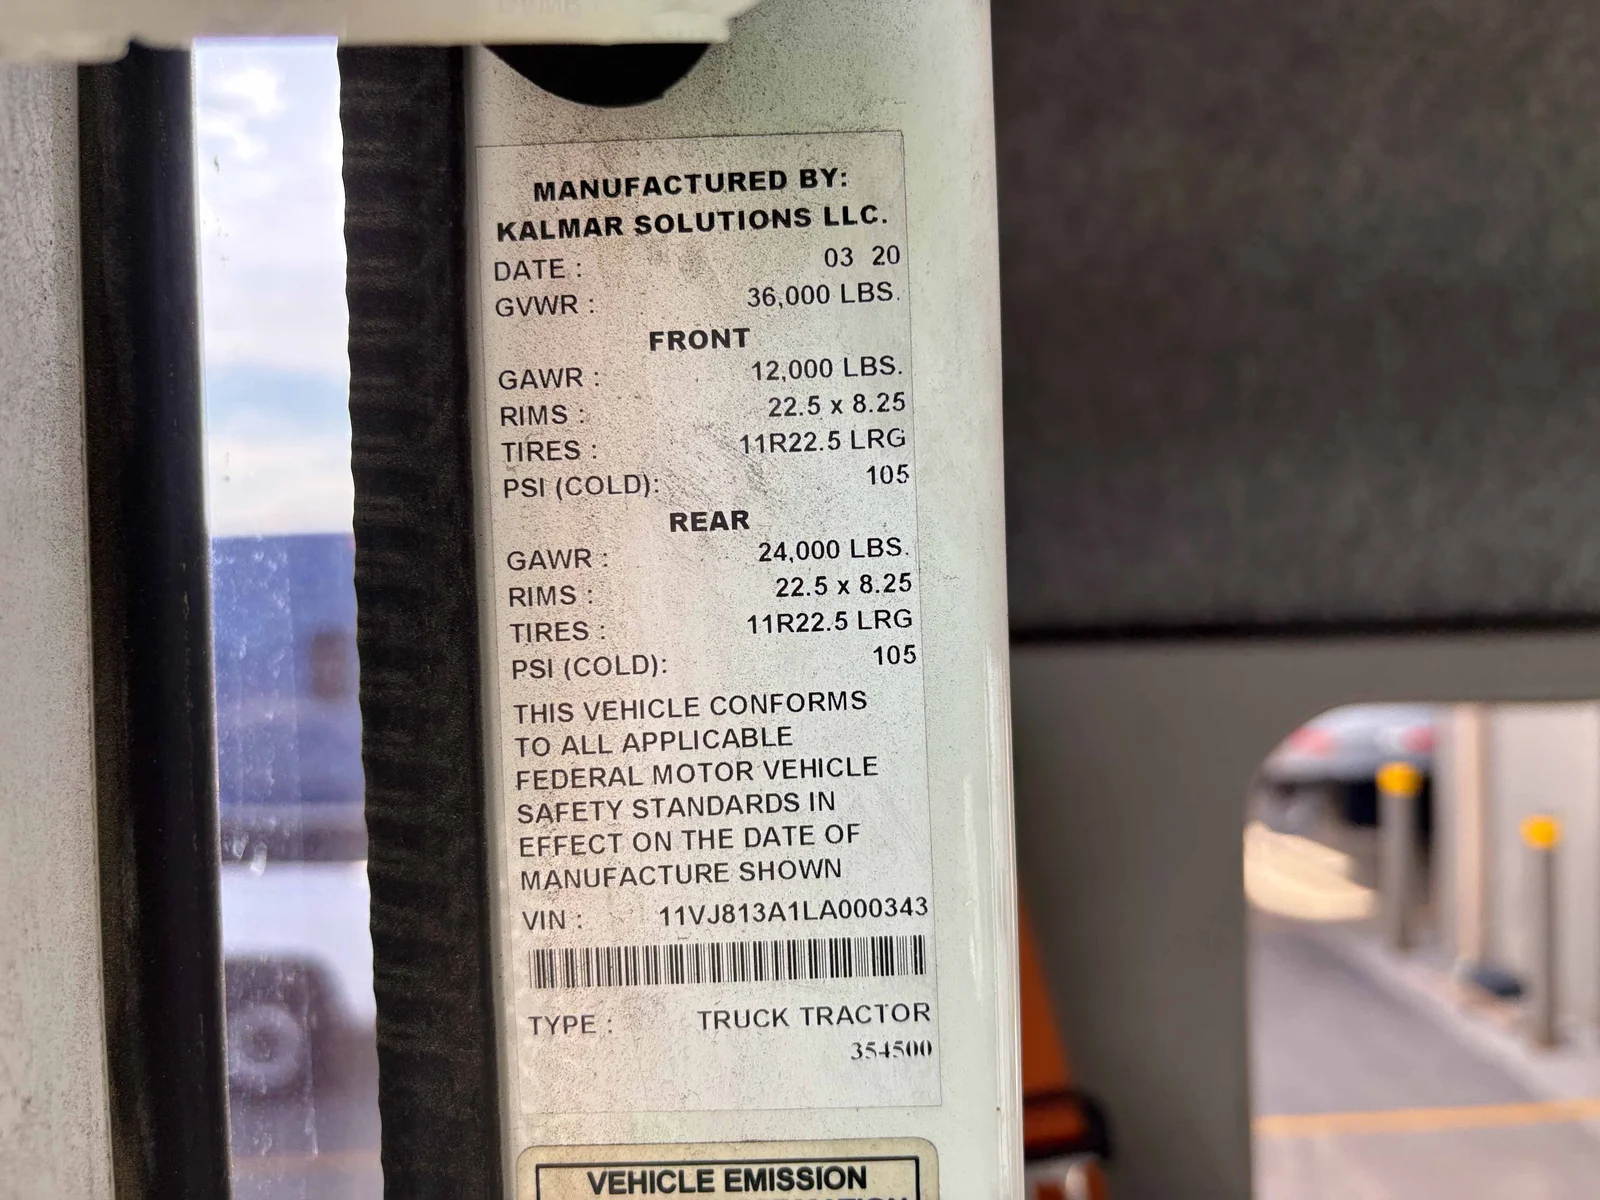 MANUFACTURED BY:
KALMAR SOLUTIONS LLC.
DATE : 03 20
GVWR : 36,000 LBS.
FRONT
GAWR : 12,000 LBS.
RIMS : 22.5 x 8.25
TIRES : 11R22.5 LRG
PSI (COLD): 105
REAR
GAWR : 24,000 LBS.
RIMS : 22.5 x 8.25
TIRES : 11R22.5 LRG
PSI (COLD): 105
THIS VEHICLE CONFORMS
TO ALL APPLICABLE
FEDERAL MOTOR VEHICLE
SAFETY STANDARDS IN
EFFECT ON THE DATE OF
MANUFACTURE SHOWN
VIN : 11VJ813A1LA000343
TYPE : TRUCK TRACTOR
354500
VEHICLE EMISSION